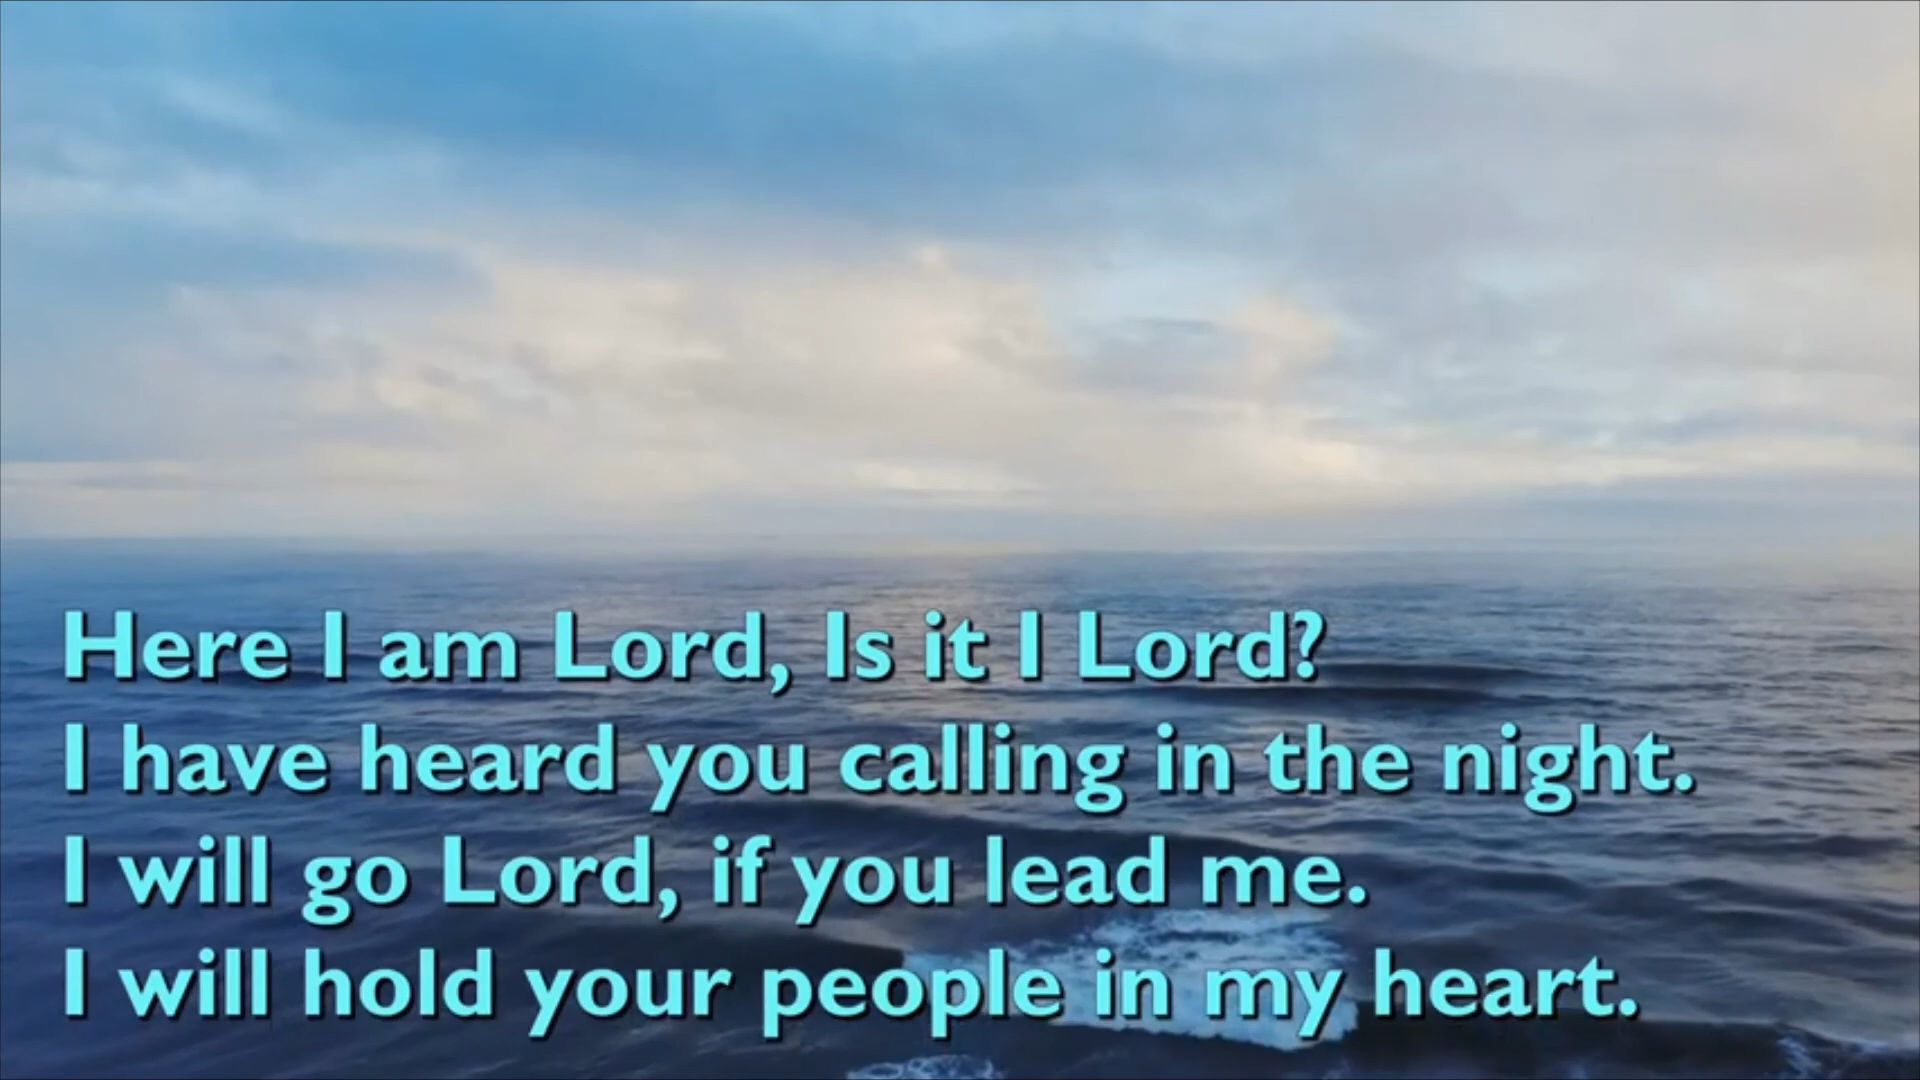 Here I am Lord, Is it I Lord?
I have heard you calling in the night.
I will go Lord, if you lead me.
I will hold your people in my heart.